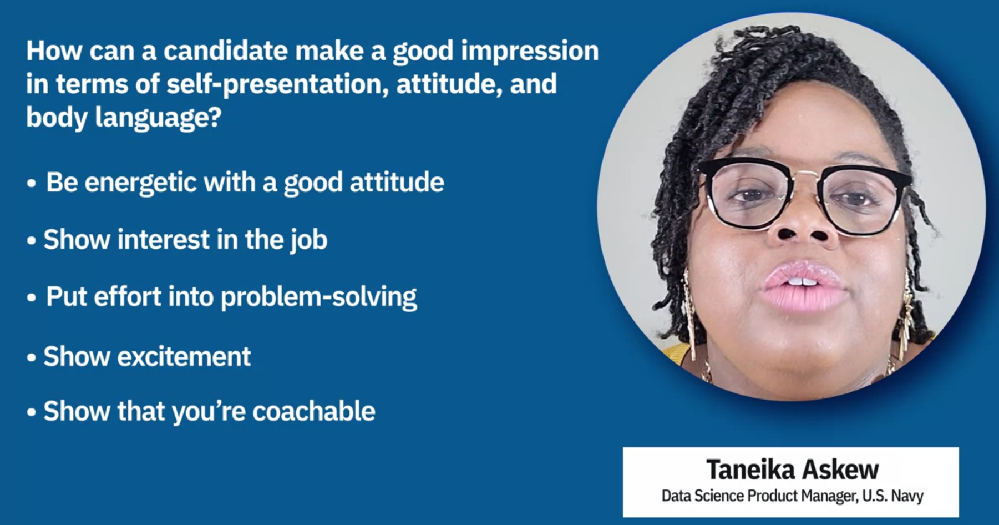 How can a candidate make a good impression
in terms of self-presentation, attitude, and
body language?
• Be energetic with a good attitude
• Show interest in the job
• Put effort into problem-solving
• Show excitement
• Show that you’re coachable
Taneika Askew
Data Science Product Manager, U.S. Navy